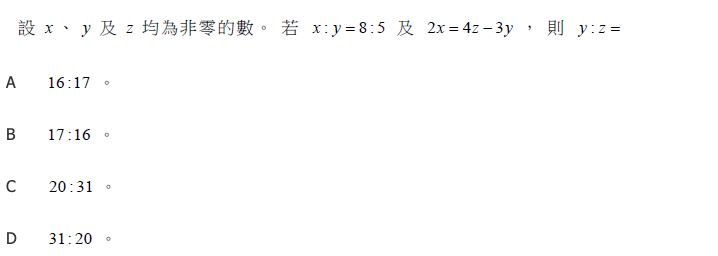 設 x、 y 及 z 均為非零的數。 若 x:y=8:5 及 2x=4z−3y ， 則 y:z=
A 16:17 。
B 17:16 。
C 20:31 。
D 31:20 。